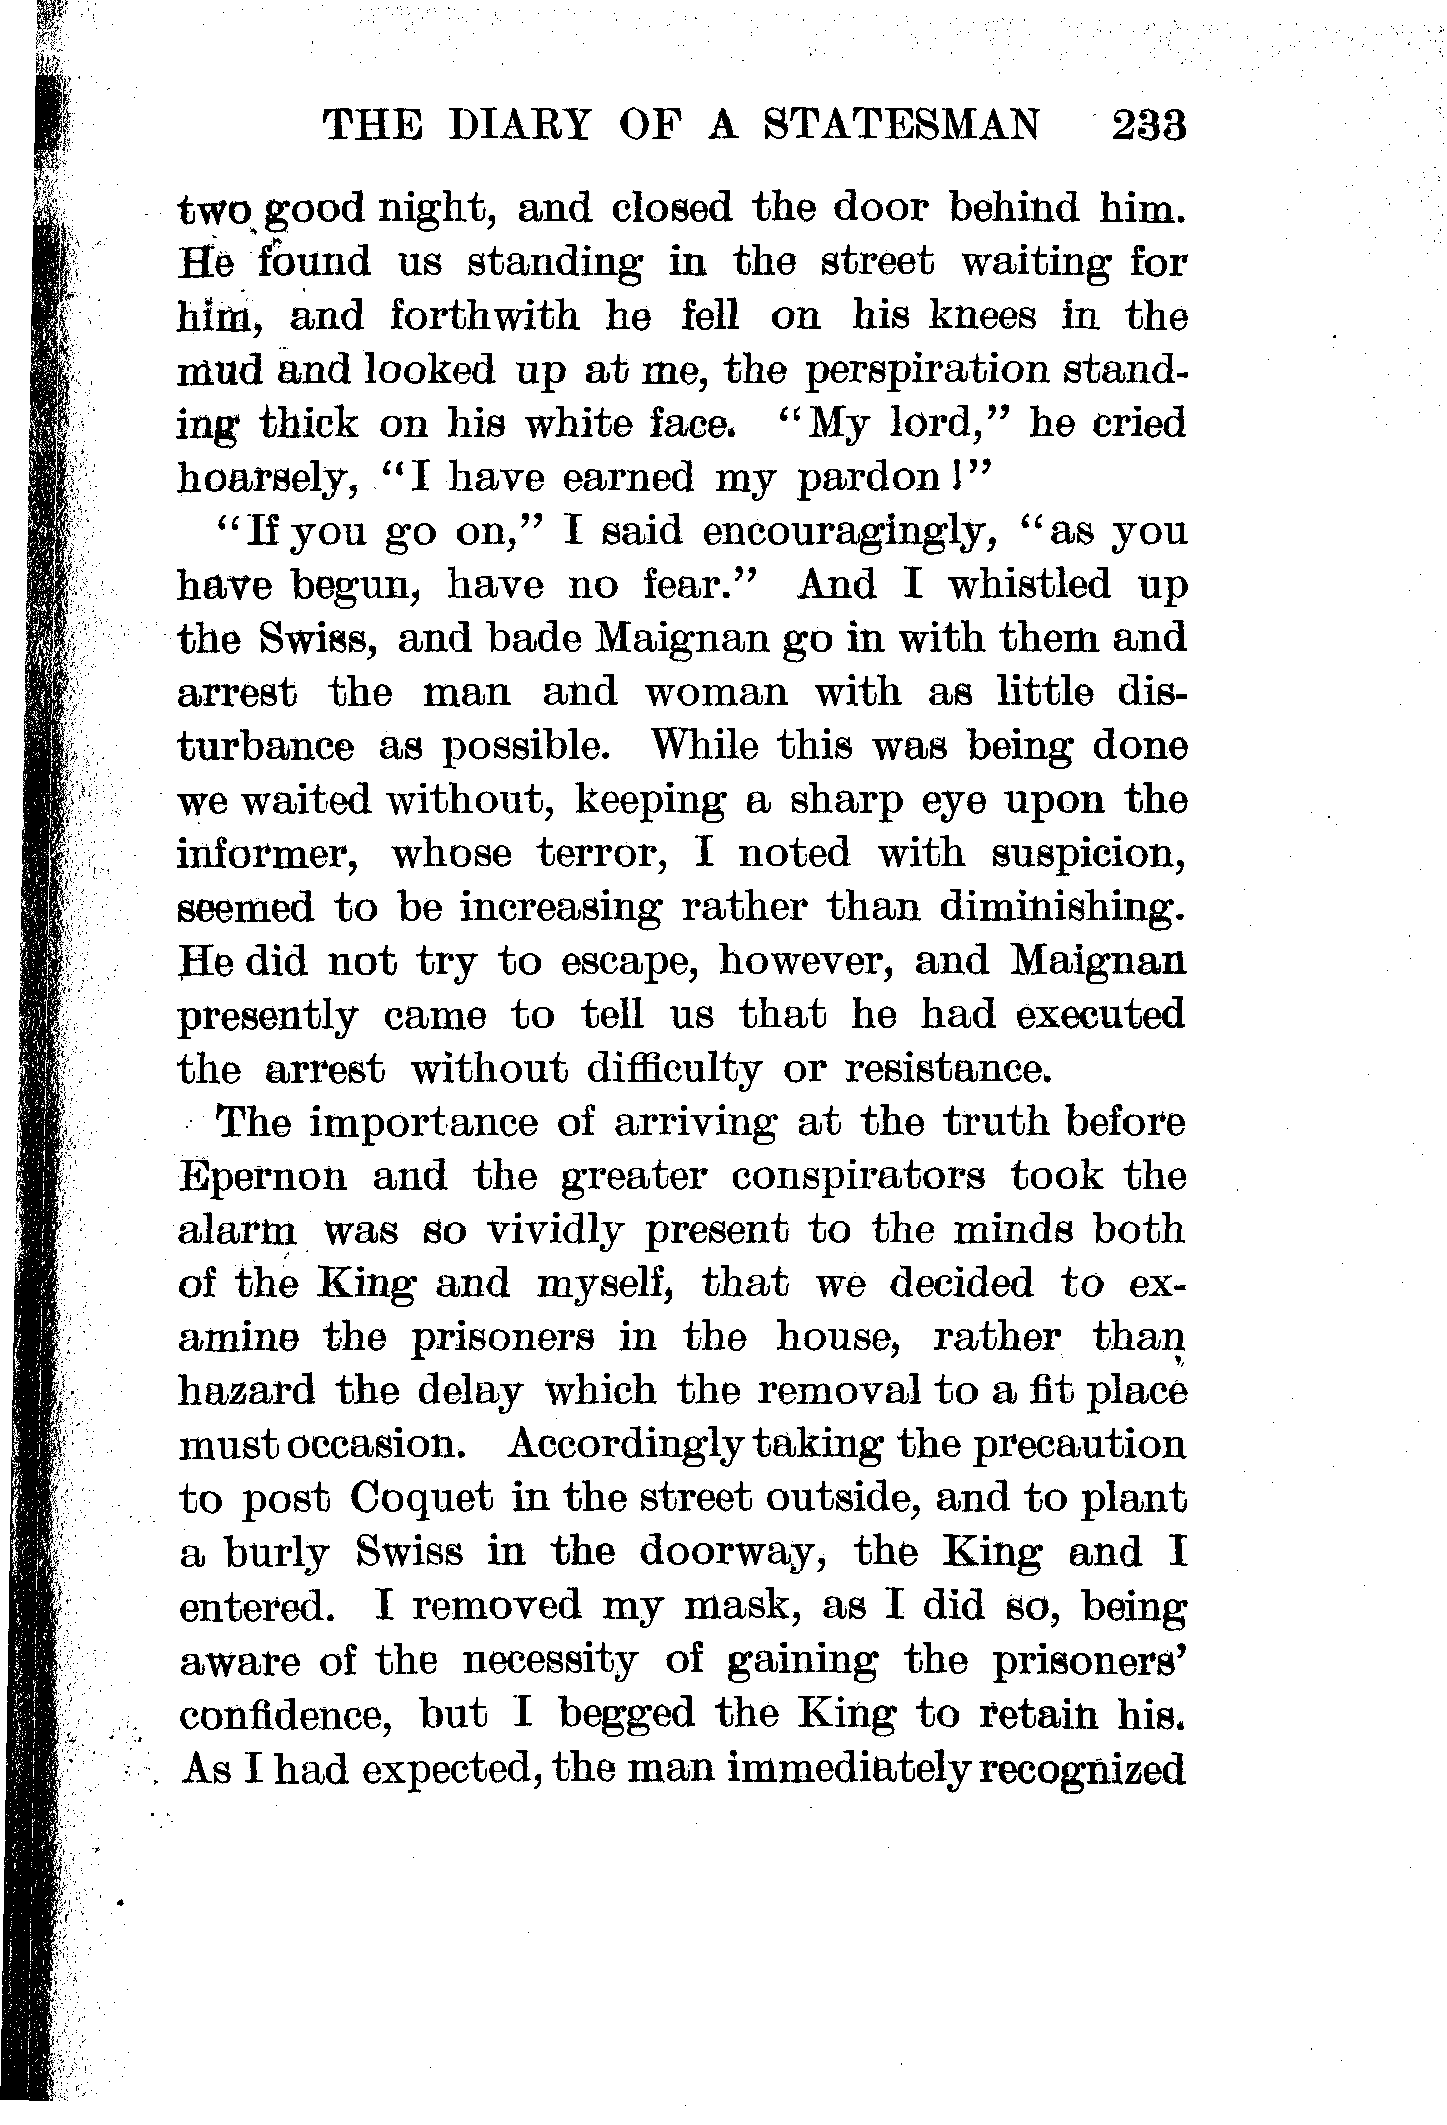 THE DIARY OF A STATESMAN 233
two good night, and closed the door behind him.
He found us standing in the street waiting for
him, and forthwith he fell on his knees in the
mud and looked up at me, the perspiration stand-
ing thick on his white face. "My lord," he cried
hoarsely, "I have earned my pardon!"
"If you go on," I said encouragingly, "as you
have begun, have no fear." And I whistled up
the Swiss, and bade Maignan go in with them and
arrest the man and woman with as little dis-
turbance as possible. While this was being done
we waited without, keeping a sharp eye upon the
informer, whose terror, I noted with suspicion,
seemed to be increasing rather than diminishing.
He did not try to escape, however, and Maignan
presently came to tell us that he had executed
the arrest without difficulty or resistance.
The importance of arriving at the truth before
Epernon and the greater conspirators took the
alarm was so vividly present to the minds both
of the King and myself, that we decided to ex-
amine the prisoners in the house, rather than
hazard the delay which the removal to a fit place
must occasion. Accordingly taking the precaution
to post Coquet in the street outside, and to plant
a burly Swiss in the doorway, the King and I
entered. I removed my mask, as I did so, being
aware of the necessity of gaining the prisoners'
confidence, but I begged the King to retain his.
As I had expected, the man immediately recognized